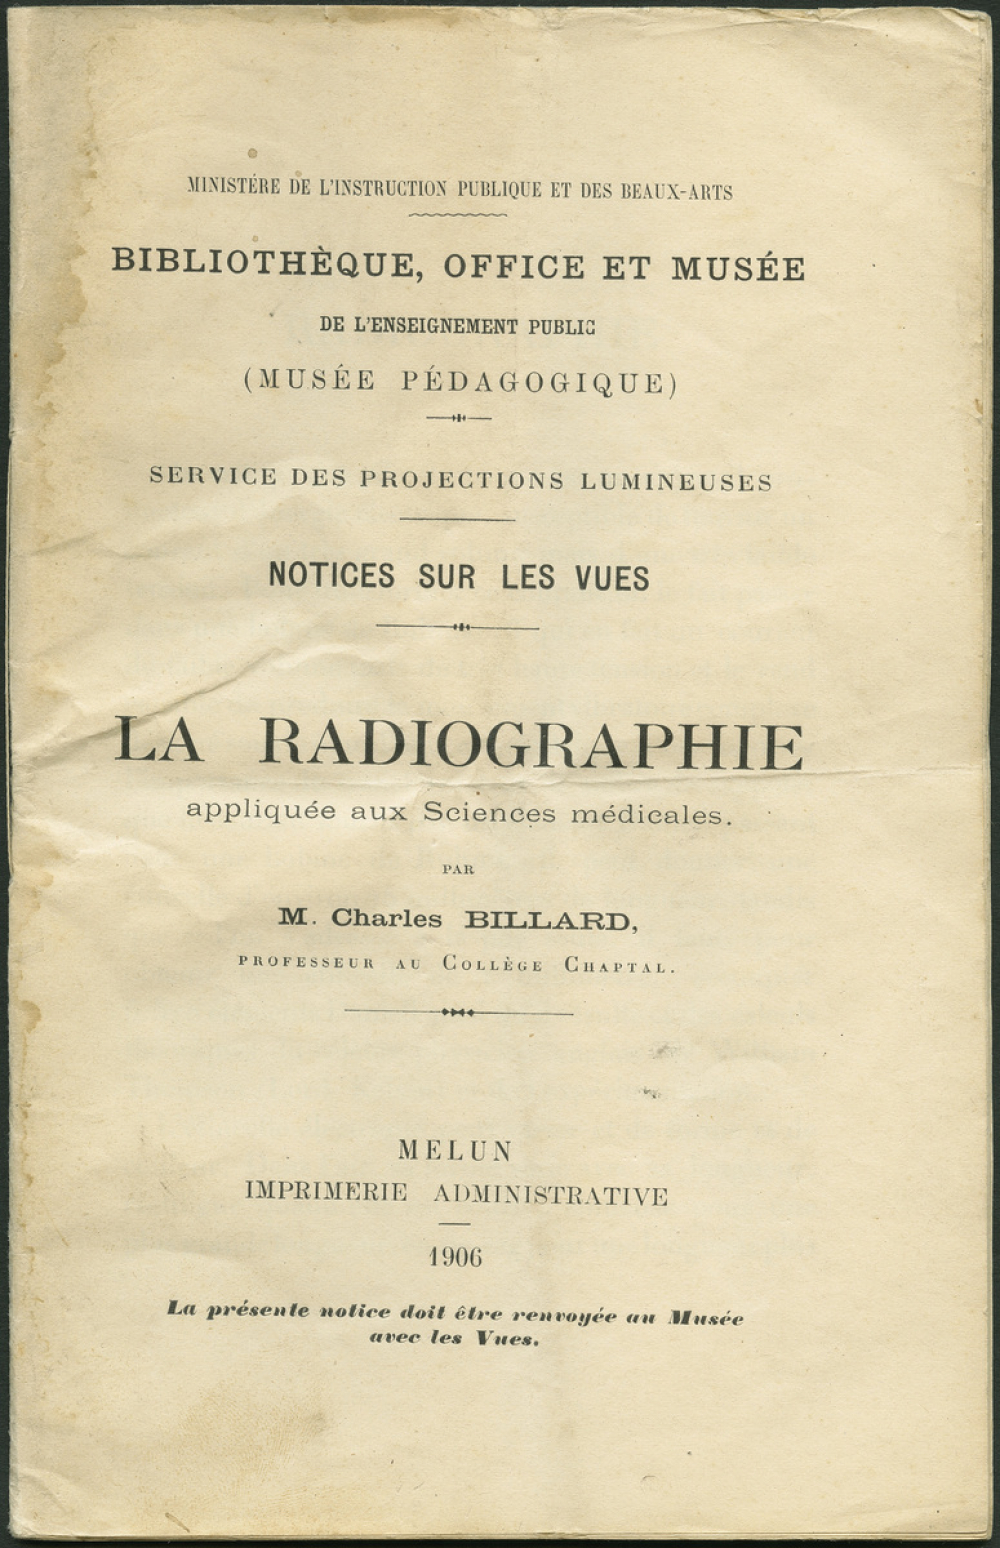 MINISTÉRE DE L'INSTRUCTION PUBLIQUE ET DES BEAUX-ARTS
BIBLIOTHÈQUE, OFFICE ET MUSÉE
DE L'ENSEIGNEMENT PUBLIC
(MUSÉE PÉDAGOGIQUE)
SERVICE DES PROJECTIONS LUMINEUSES
NOTICES SUR LES VUES
LA RADIOGRAPHIE
appliquée aux Sciences médicales.
PAR
M. Charles BILLARD,
PROFESSEUR AU COLLÈGE CHAPTAL.
MELUN
IMPRIMERIE ADMINISTRATIVE
1906
La présente notice doit être renvoyée au Musée
avec les Vues.